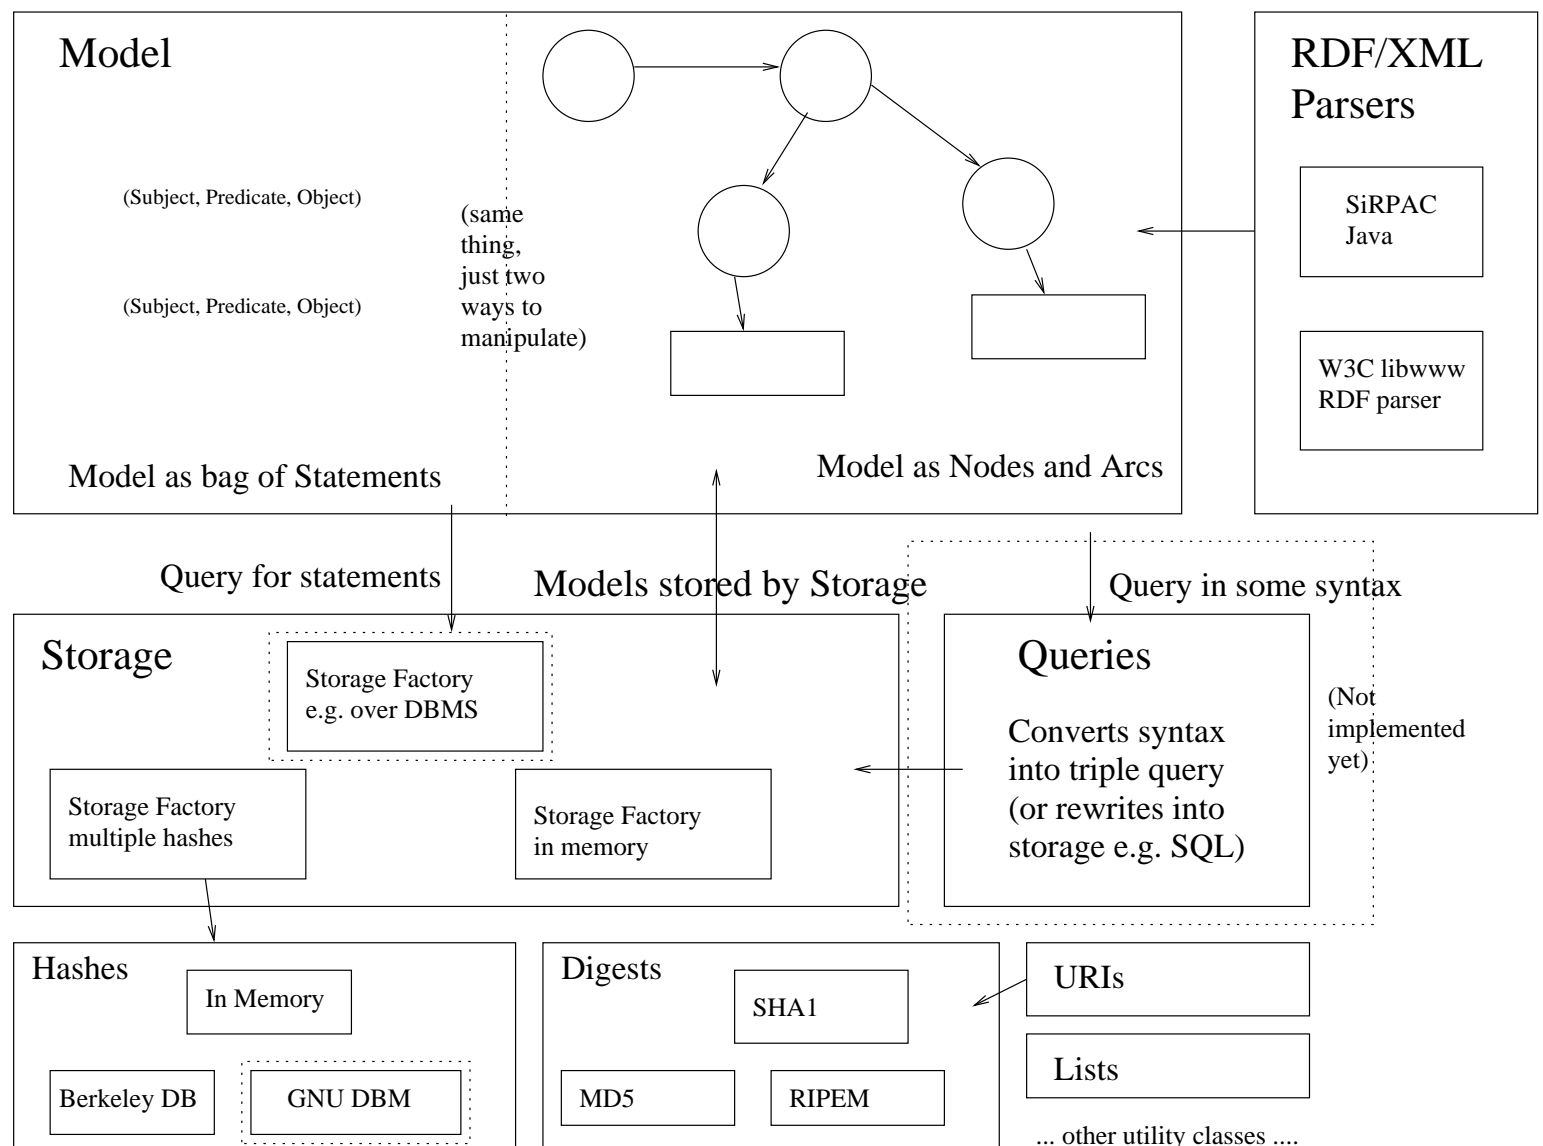 Model
RDF/XML
Parsers
(Subject, Predicate, Object)
(Subject, Predicate, Object)
(same
thing,
just two
ways to
manipulate)
SiRPAC
Java
W3C libwww
RDF parser
Model as bag of Statements
Model as Nodes and Arcs
Query for statements
Models stored by Storage
Query in some syntax
Storage
Storage Factory
e.g. over DBMS
Storage Factory
multiple hashes
Storage Factory
in memory
Queries
Converts syntax
into triple query
(or rewrites into
storage e.g. SQL)
(Not
implemented
yet)
Hashes
In Memory
Berkeley DB
GNU DBM
Digests
SHA1
MD5
RIPEM
URIs
Lists
... other utility classes ....